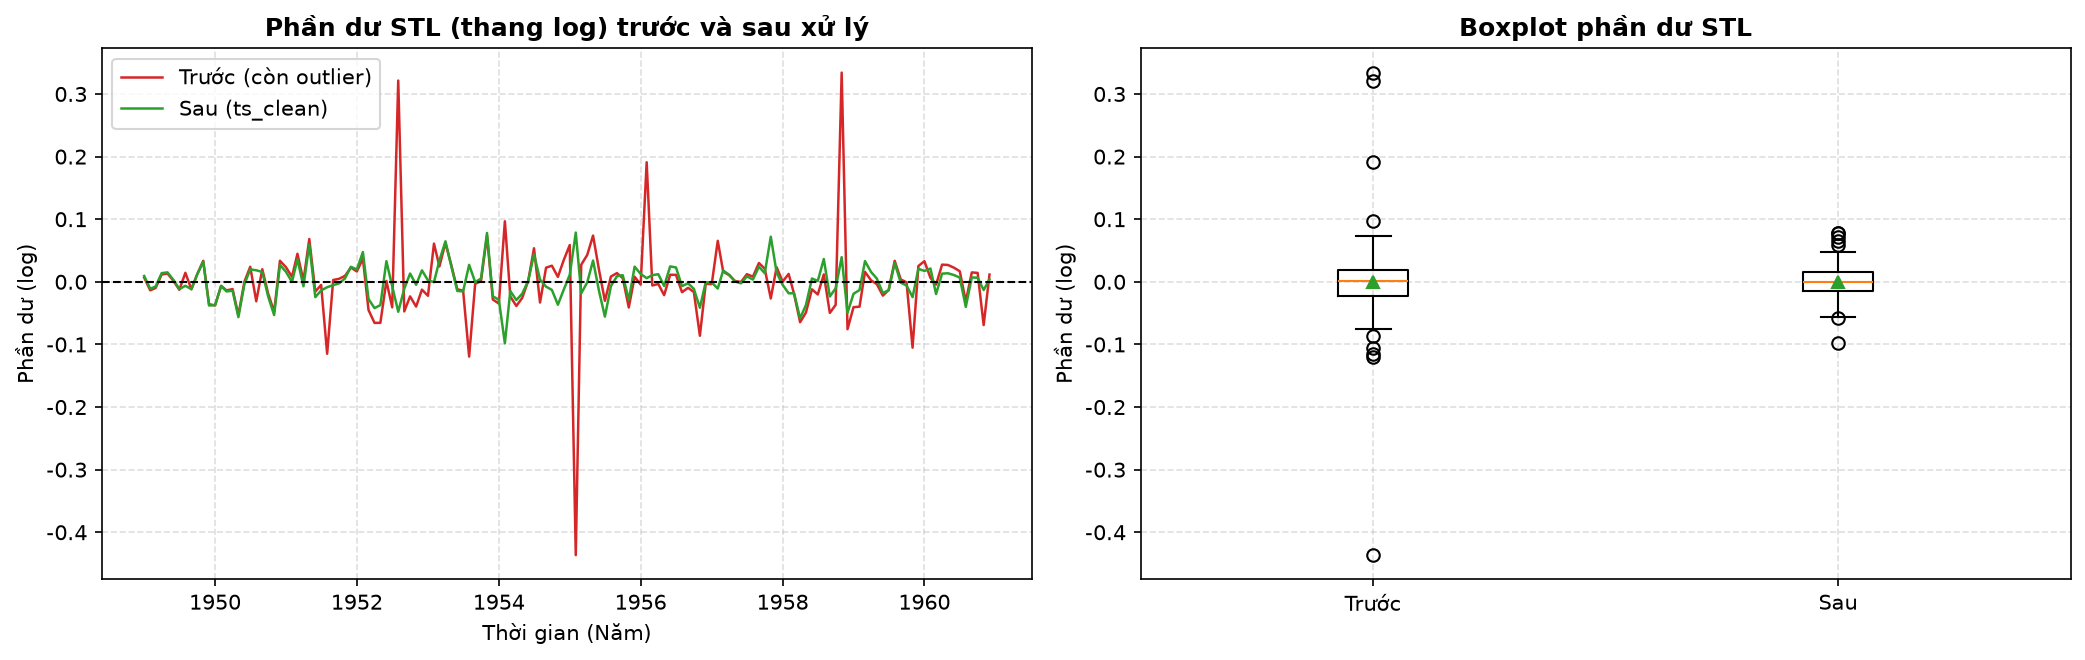 Phần dư STL (thang log) trước và sau xử lý
Trước (còn outlier)
Sau (ts_clean)
Phần dư (log)
0.3
0.2
0.1
0.0
-0.1
-0.2
-0.3
-0.4
1950 1952 1954 1956 1958 1960
Thời gian (Năm)
Boxplot phần dư STL
Phần dư (log)
0.3
0.2
0.1
0.0
-0.1
-0.2
-0.3
-0.4
Trước Sau